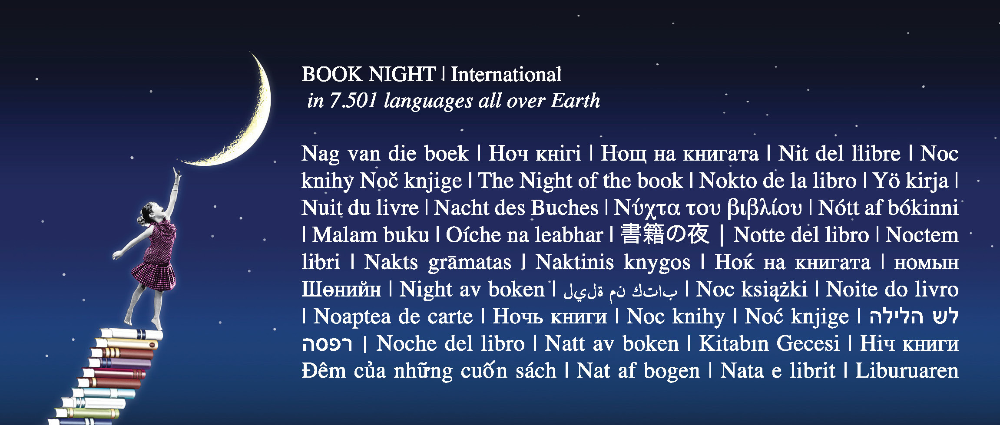 BOOK NIGHT | International
in 7.501 languages all over Earth
Nag van die boek | Ноч кнігі | Нощ на книгата | Nit del llibre | Noc
knihy Noč knjige | The Night of the book | Nokto de la libro | Yö kirja |
Nuit du livre | Nacht des Buches | Νύχτα του βιβλίου | Nótt af bókinni
| Malam buku | Oíche na leabhar | 書籍の夜 | Notte del libro | Noctem
libri | Nakts grāmatas | Naktinis knygos | Ноќ на книгата | номын
Шөнийн | Night av boken | ليلة من كتاب | Noc książki | Noite do livro
| Noaptea de carte | Ночь книги | Noc knihy | Noć knjige | הלילה של
הספר | Noche del libro | Natt av boken | Kitabın Gecesi | Ніч книги
Đêm của những cuốn sách | Nat af bogen | Nata e librit | Liburuaren